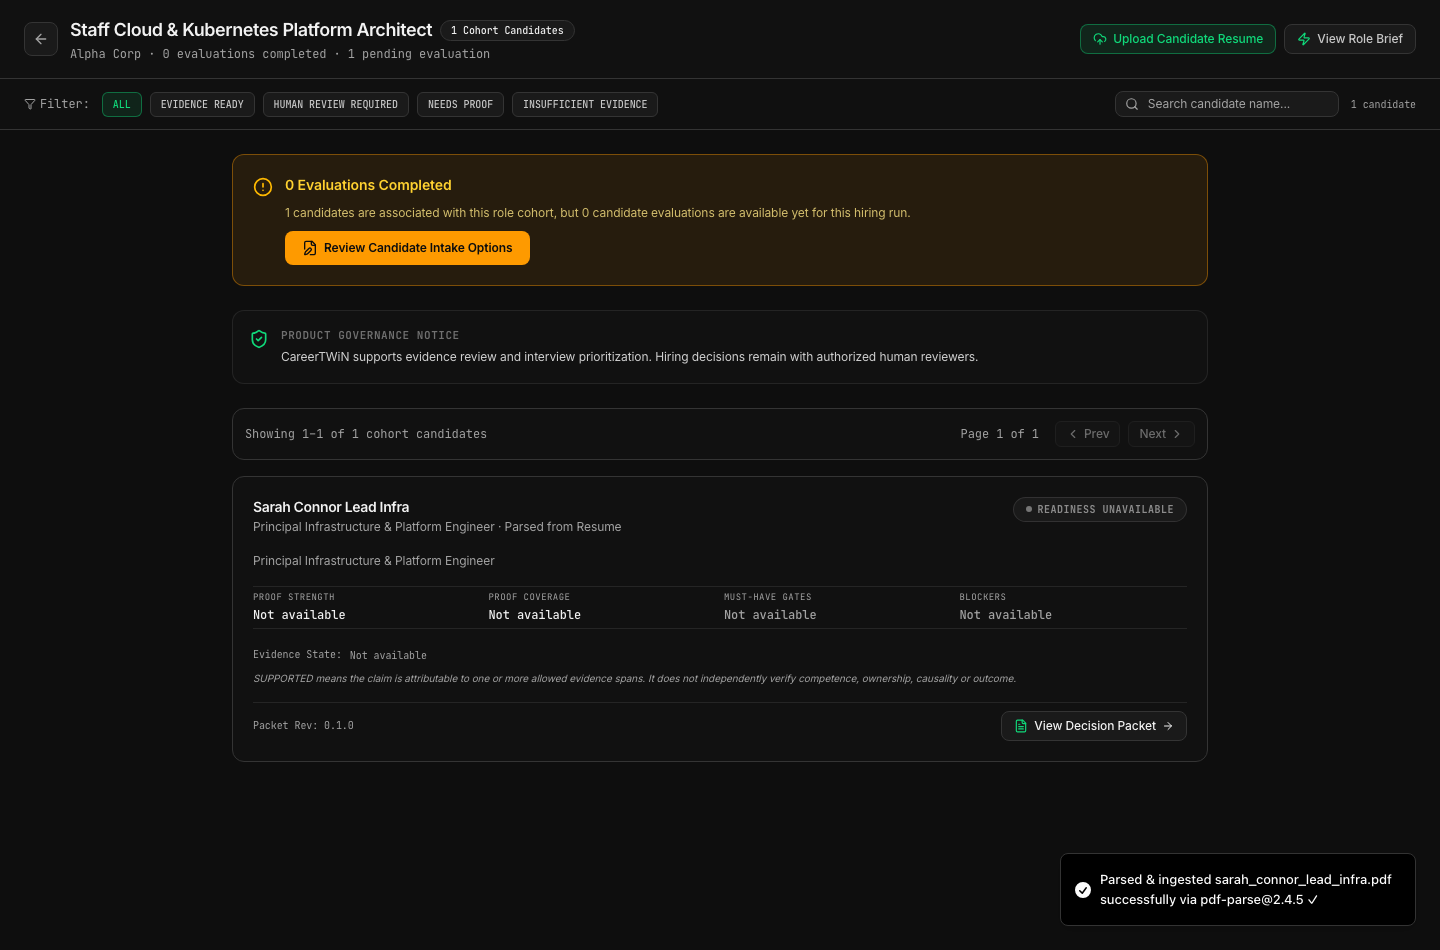 Staff Cloud & Kubernetes Platform Architect
1 Cohort Candidates
Alpha Corp · 0 evaluations completed · 1 pending evaluation
Upload Candidate Resume
View Role Brief
Filter:
ALL
EVIDENCE READY
HUMAN REVIEW REQUIRED
NEEDS PROOF
INSUFFICIENT EVIDENCE
Search candidate name...
1 candidate
0 Evaluations Completed
1 candidates are associated with this role cohort, but 0 candidate evaluations are available yet for this hiring run.
Review Candidate Intake Options
PRODUCT GOVERNANCE NOTICE
CareerTWiN supports evidence review and interview prioritization. Hiring decisions remain with authorized human reviewers.
Showing 1–1 of 1 cohort candidates
Page 1 of 1
Prev
Next
Sarah Connor Lead Infra
READINESS UNAVAILABLE
Principal Infrastructure & Platform Engineer · Parsed from Resume
Principal Infrastructure & Platform Engineer
PROOF STRENGTH
Not available
PROOF COVERAGE
Not available
MUST-HAVE GATES
Not available
BLOCKERS
Not available
Evidence State: Not available
SUPPORTED means the claim is attributable to one or more allowed evidence spans. It does not independently verify competence, ownership, causality or outcome.
Packet Rev: 0.1.0
View Decision Packet →
Parsed & ingested sarah_connor_lead_infra.pdf
successfully via pdf-parse@2.4.5 ✓